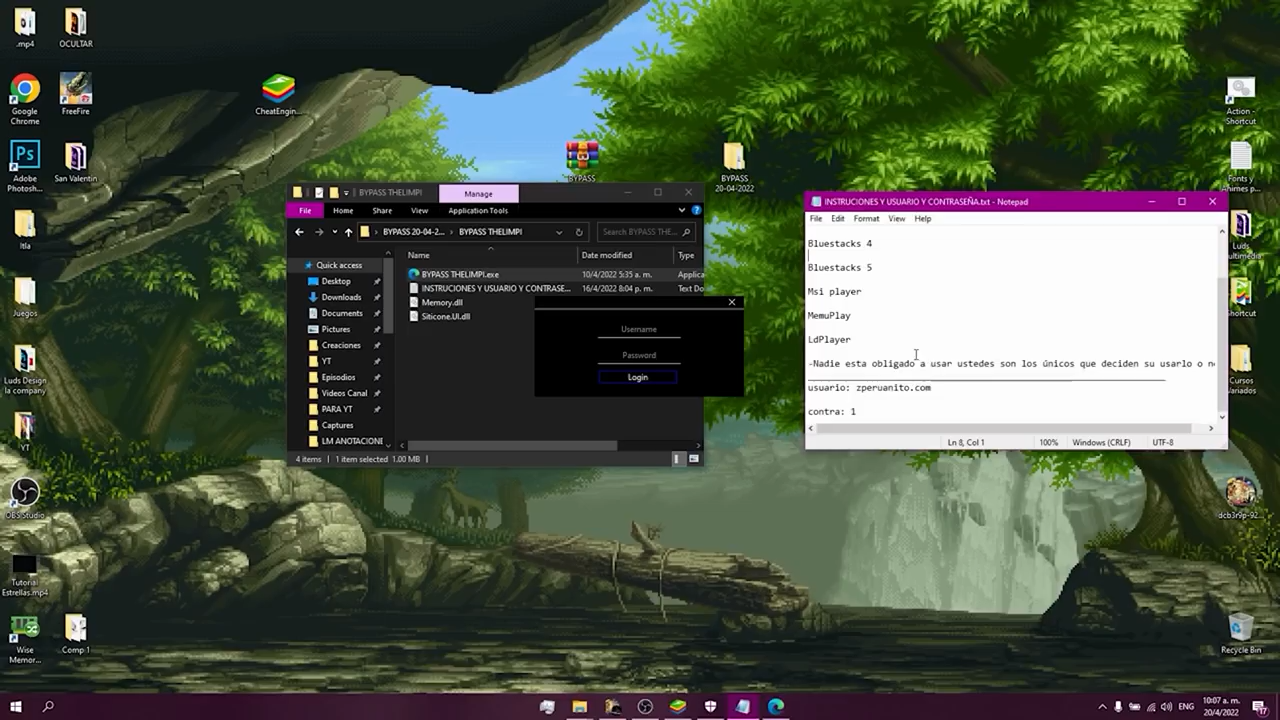 .mp4
OCULTAR
Google Chrome
FreeFire
CheatEngin...
Adobe Photosh...
San Valentin
BYPASS
BYPASS 20-04-2022
Itla
Juegos
Luds Design la company
YT
OBS Studio
Tutorial Estrellas.mp4
Wise Memor...
Comp 1
Action - Shortcut
Fonts y Animes p...
Luds
Shortcut
Cursos Variados
Recycle Bin
BYPASS THELIMPI
Manage
File
Home
Share
View
Application Tools
BYPASS 20-04-2...
BYPASS THELIMPI
Search BYPASS THE...
Name
Date modified
Type
Quick access
Desktop
Downloads
Documents
Pictures
Creaciones
YT
Episodios
Videos Canal
PARA YT
Captures
LM ANOTACIONE
BYPASS THELIMPI.exe
10/4/2022 5:35 a. m.
Applica
INSTRUCIONES Y USUARIO Y CONTRASE...
16/4/2022 8:04 p. m.
Text Do
Memory.dll
Siticone.UI.dll
4 items
1 item selected 1.00 MB
Username
Password
Login
INSTRUCIONES Y USUARIO Y CONTRASEÑA.txt - Notepad
File
Edit
Format
View
Help
Bluestacks 4
Bluestacks 5
Msi player
MemuPlay
LdPlayer
-Nadie esta obligado a usar ustedes son los únicos que deciden su usarlo o no
usuario: zperuanito.com
contra: 1
Ln 8, Col 1
100%
Windows (CRLF)
UTF-8
ENG
10:07 a. m.
20/4/2022
17